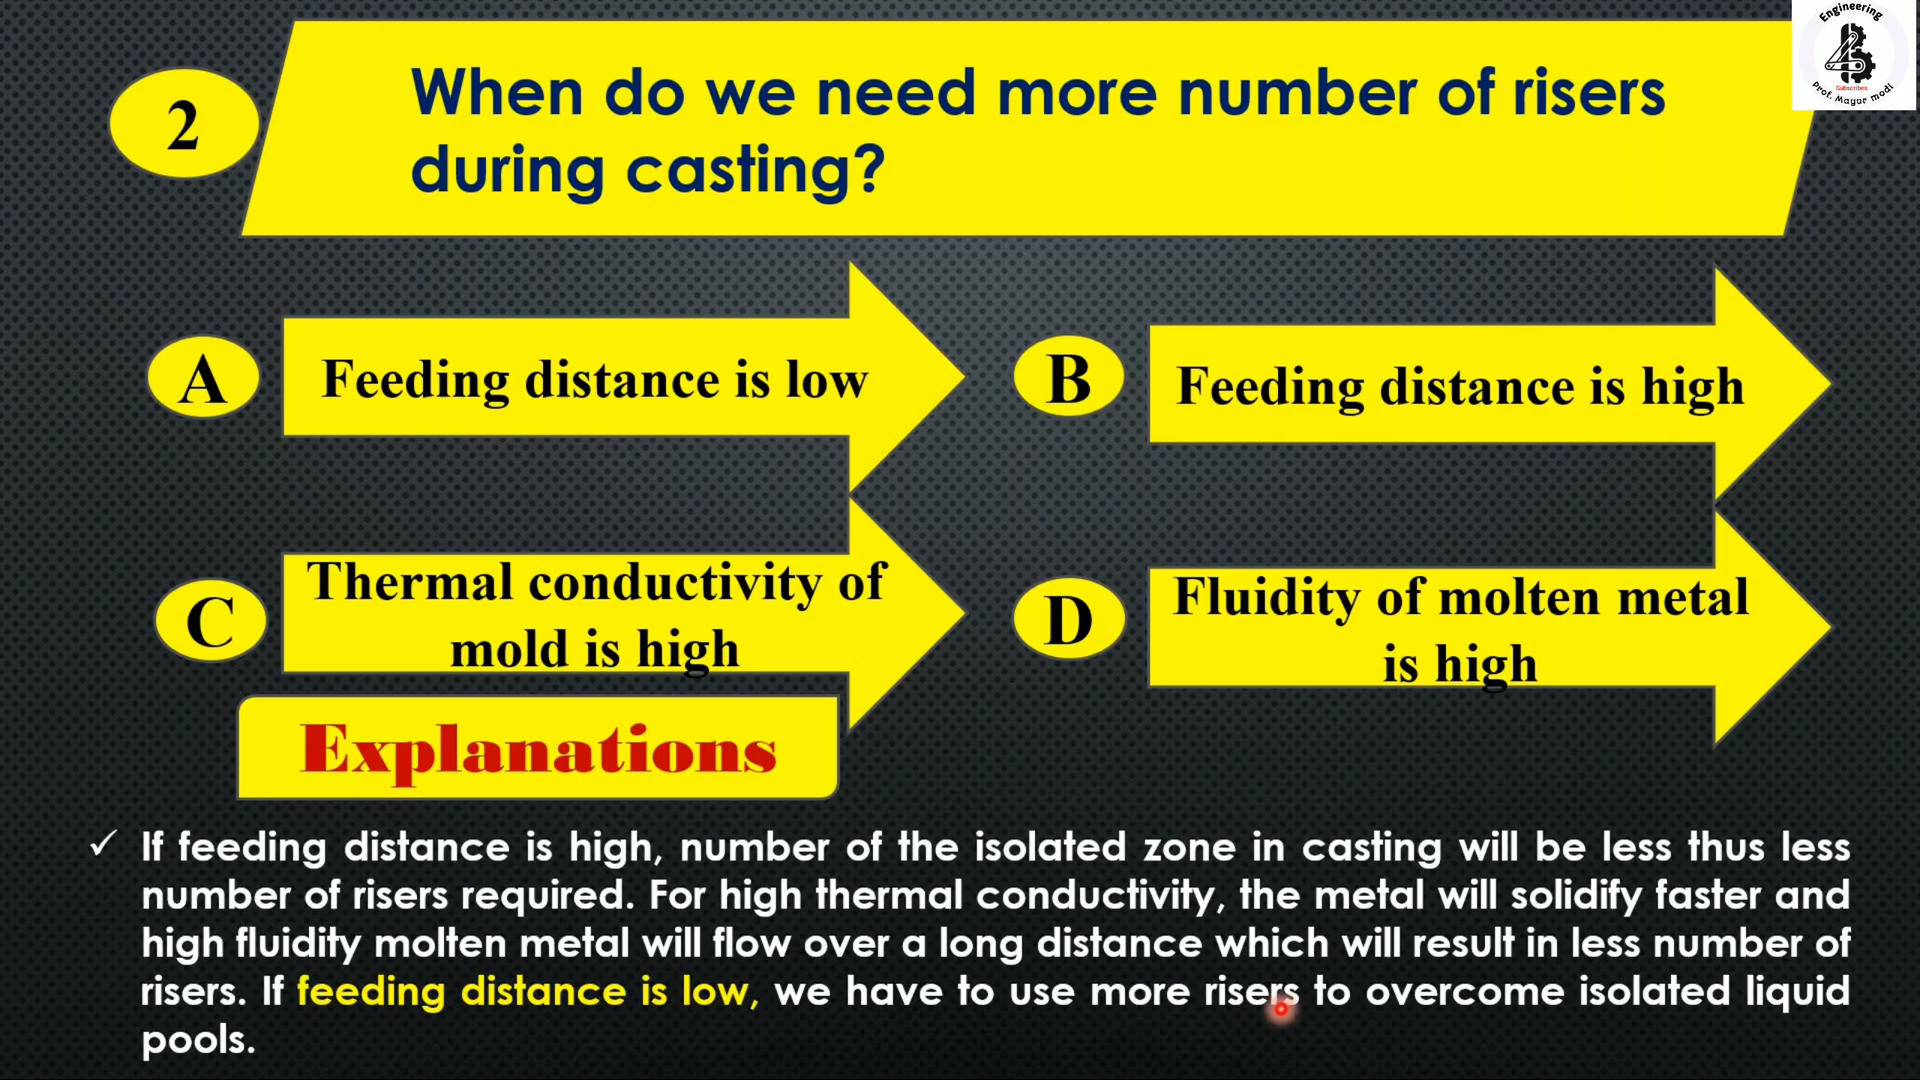 Engineering
Subscribes
Prof. Mayur modi
2
When do we need more number of risers
during casting?
A
Feeding distance is low
B
Feeding distance is high
C
Thermal conductivity of
mold is high
D
Fluidity of molten metal
is high
Explanations
✓ If feeding distance is high, number of the isolated zone in casting will be less thus less
number of risers required. For high thermal conductivity, the metal will solidify faster and
high fluidity molten metal will flow over a long distance which will result in less number of
risers. If feeding distance is low, we have to use more risers to overcome isolated liquid
pools.